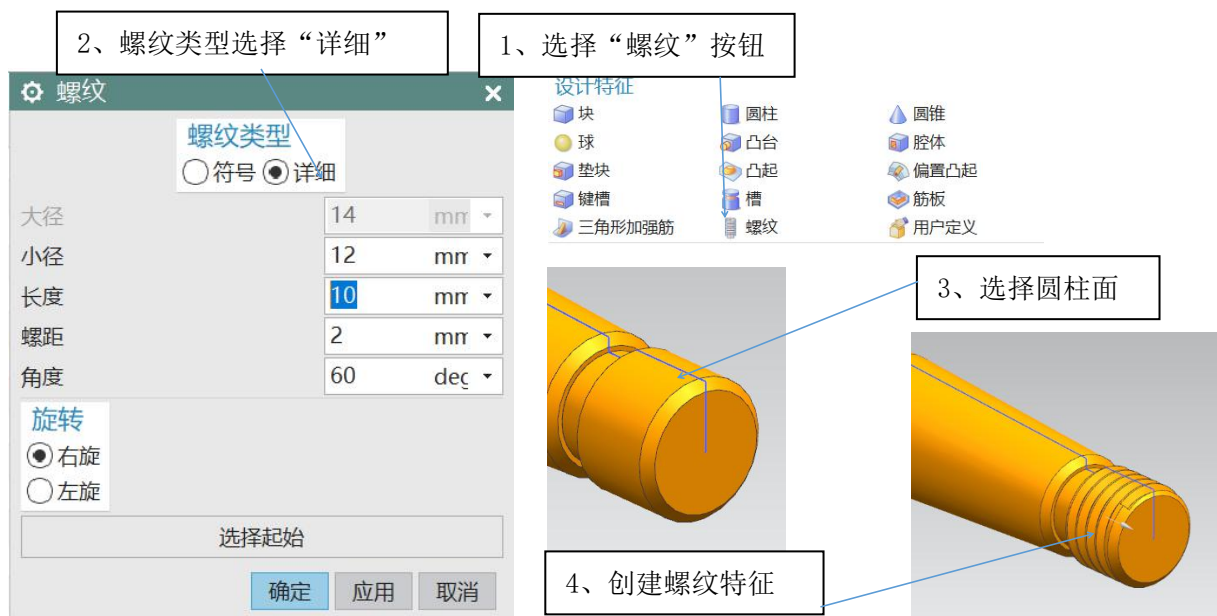 2、螺纹类型选择“详细”
1、选择“螺纹”按钮
螺纹
螺纹类型
符号 详细
大径 14 mm
小径 12 mm
长度 10 mm
螺距 2 mm
角度 60 deg
旋转
右旋
左旋
选择起始
确定 应用 取消
设计特征
块 圆柱 圆锥
球 凸台 腔体
垫块 凸起 偏置凸起
键槽 槽 筋板
三角形加强筋 螺纹 用户定义
3、选择圆柱面
4、创建螺纹特征